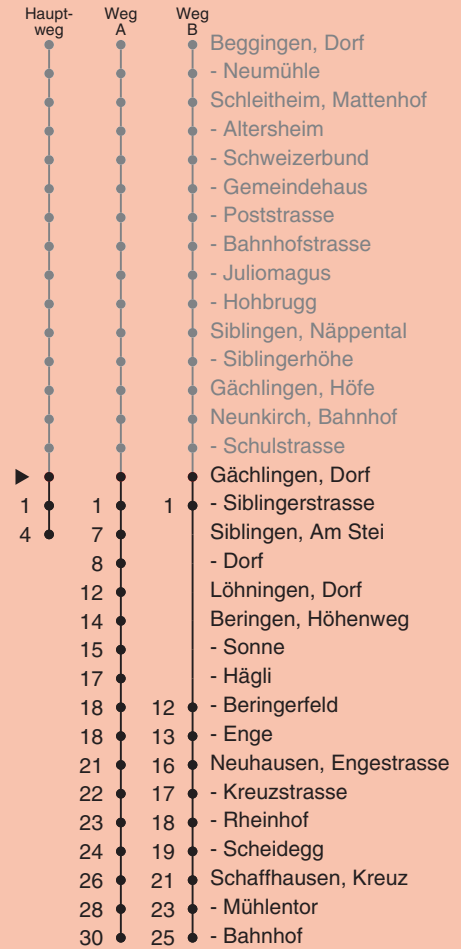 Haupt- Weg Weg
weg A B
Beggingen, Dorf
- Neumühle
Schleitheim, Mattenhof
- Altersheim
- Schweizerbund
- Gemeindehaus
- Poststrasse
- Bahnhofstrasse
- Juliomagus
- Hohbrugg
Siblingen, Näppental
- Siblingerhöhe
Gächlingen, Höfe
Neunkirch, Bahnhof
- Schulstrasse
Gächlingen, Dorf
1 1 1 - Siblingerstrasse
4 7 Siblingen, Am Stei
8 - Dorf
12 Löhningen, Dorf
14 Beringen, Höhenweg
15 - Sonne
17 - Hägli
18 12 - Beringerfeld
18 13 - Enge
21 16 Neuhausen, Engestrasse
22 17 - Kreuzstrasse
23 18 - Rheinhof
24 19 - Scheidegg
26 21 Schaffhausen, Kreuz
28 23 - Mühlentor
30 25 - Bahnhof